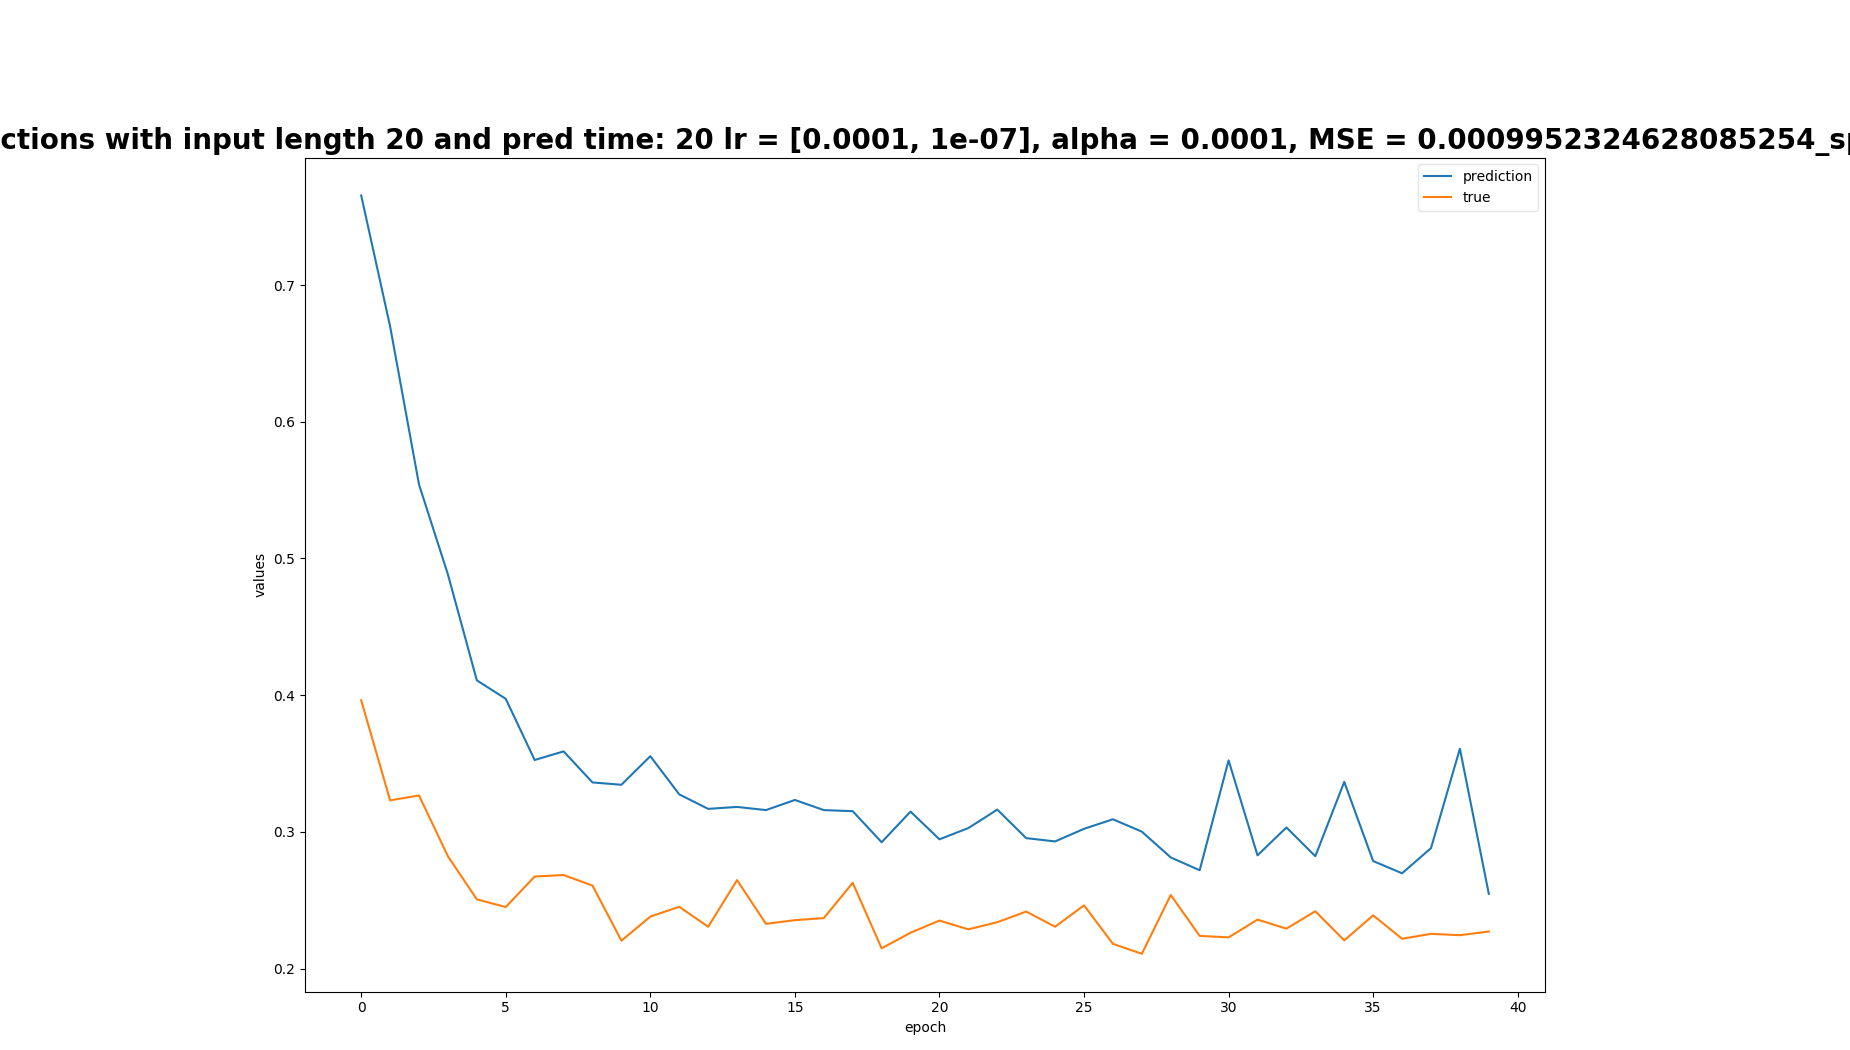 ctions with input length 20 and pred time: 20 lr = [0.0001, 1e-07], alpha = 0.0001, MSE = 0.0009952324628085254_sp
prediction
true
values
0.7
0.6
0.5
0.4
0.3
0.2
0 5 10 15 20 25 30 35 40
epoch